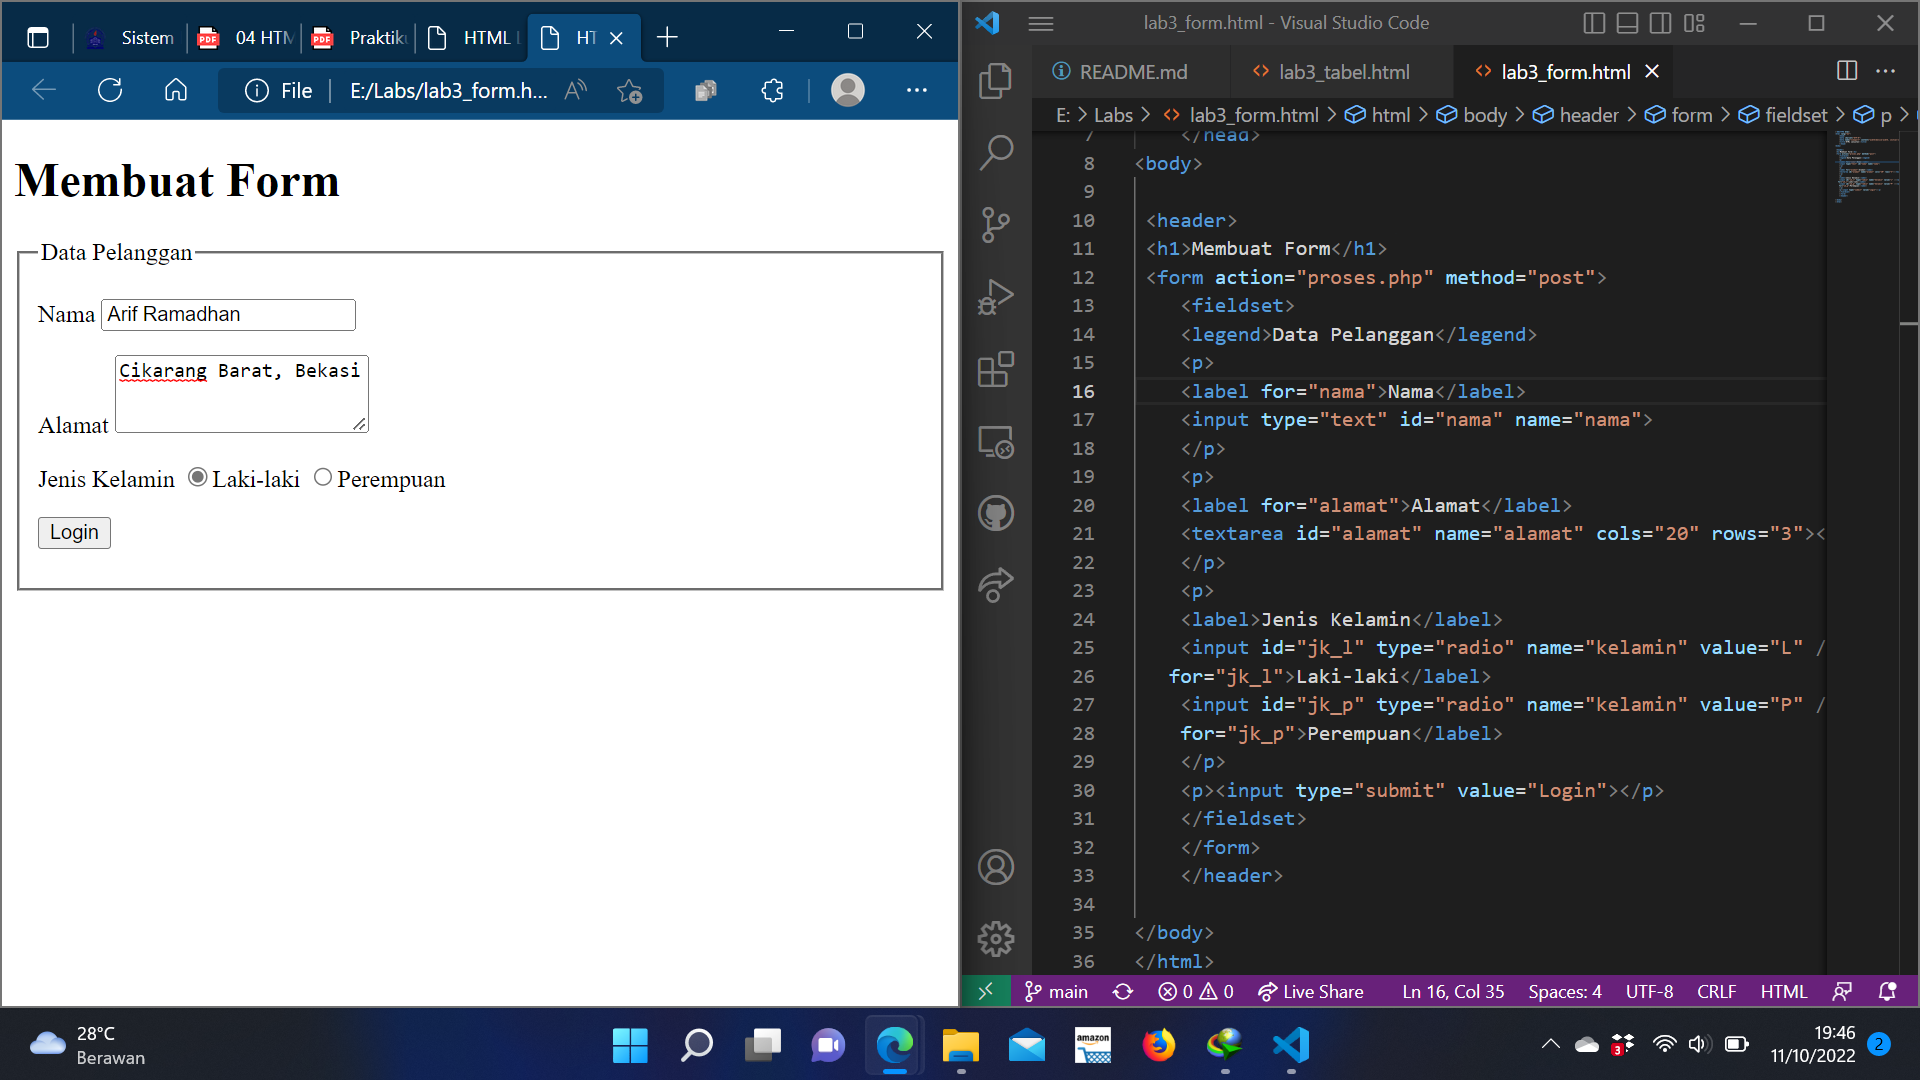 Sistem
04 HTM
Praktiku
HTML L
HT
File
E:/Labs/lab3_form.h...
Membuat Form
Data Pelanggan
Nama Arif Ramadhan
Cikarang Barat, Bekasi
Alamat
Jenis Kelamin Laki-laki Perempuan
Login
lab3_form.html - Visual Studio Code
README.md
lab3_tabel.html
lab3_form.html
E: > Labs > lab3_form.html > html > body > header > form > fieldset > p >
7 </head>
8 <body>
9
10 <header>
11 <h1>Membuat Form</h1>
12 <form action="proses.php" method="post">
13 <fieldset>
14 <legend>Data Pelanggan</legend>
15 <p>
16 <label for="nama">Nama</label>
17 <input type="text" id="nama" name="nama">
18 </p>
19 <p>
20 <label for="alamat">Alamat</label>
21 <textarea id="alamat" name="alamat" cols="20" rows="3"><
22 </p>
23 <p>
24 <label>Jenis Kelamin</label>
25 <input id="jk_l" type="radio" name="kelamin" value="L" /
26 for="jk_l">Laki-laki</label>
27 <input id="jk_p" type="radio" name="kelamin" value="P" /
28 for="jk_p">Perempuan</label>
29 </p>
30 <p><input type="submit" value="Login"></p>
31 </fieldset>
32 </form>
33 </header>
34
35 </body>
36 </html>
main 0 0 Live Share Ln 16, Col 35 Spaces: 4 UTF-8 CRLF HTML
28°C
Berawan
amazon
3
19:46
11/10/2022
2